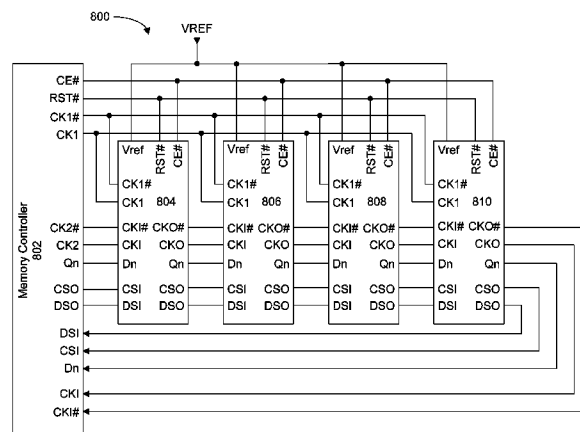 800
VREF
CE#
RST#
CK1#
CK1
Vref RST# CE# Vref RST# CE# Vref RST# CE# Vref RST# CE#
CK1# CK1# CK1# CK1#
CK1 804 CK1 806 CK1 808 CK1 810
Memory Controller
802
CK2# CKI# CKO# CKI# CKO# CKI# CKO# CKI# CKO#
CK2 CKI CKO CKI CKO CKI CKO CKI CKO
Qn Dn Qn Dn Qn Dn Qn Dn Qn
CSO CSI CSO CSI CSO CSI CSO CSI CSO
DSO DSI DSO DSI DSO DSI DSO DSI DSO
DSI
CSI
Dn
CKI
CKI#